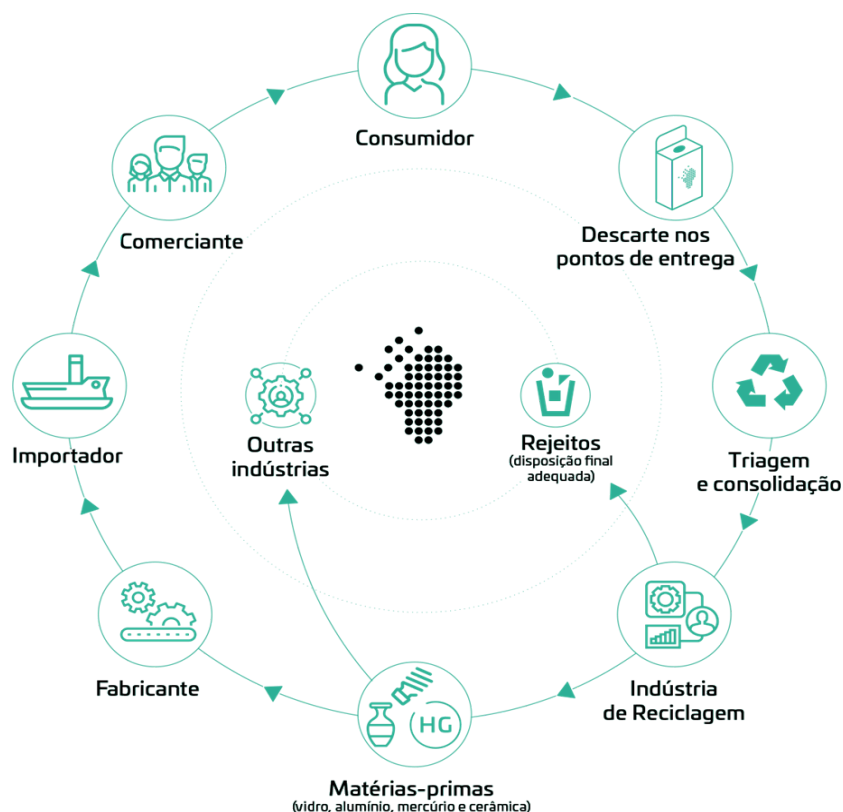 Consumidor
Descarte nos
pontos de entrega
Triagem
e consolidação
Indústria
de Reciclagem
Rejeitos
(disposição final
adequada)
Matérias-primas
(vidro, alumínio, mercúrio e cerâmica)
HG
Outras
indústrias
Fabricante
Importador
Comerciante